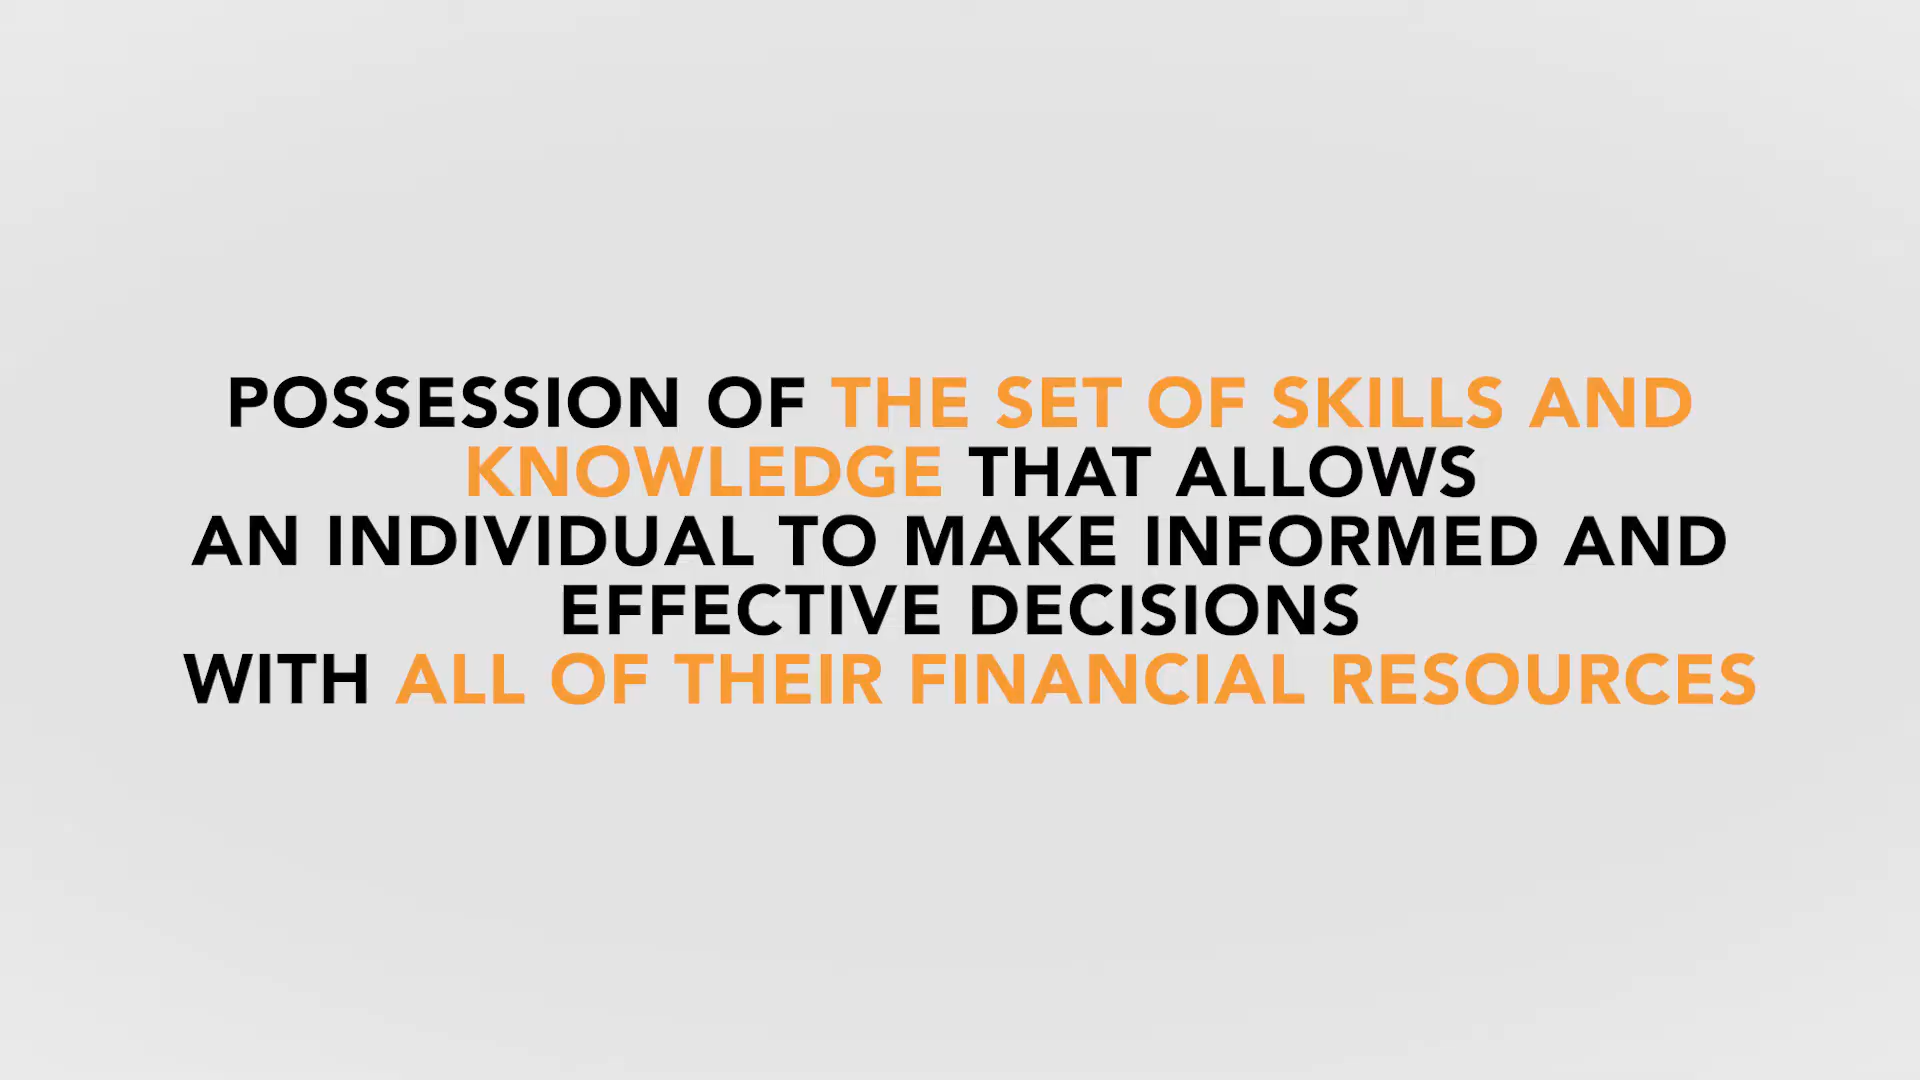 POSSESSION OF THE SET OF SKILLS AND
KNOWLEDGE THAT ALLOWS
AN INDIVIDUAL TO MAKE INFORMED AND
EFFECTIVE DECISIONS
WITH ALL OF THEIR FINANCIAL RESOURCES